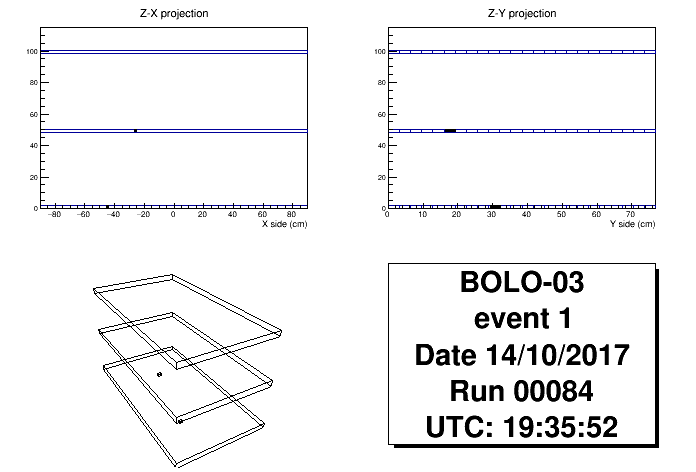 Z-X projection
100
80
60
40
20
0
−80 −60 −40 −20 0 20 40 60 80
X side (cm)
Z-Y projection
100
80
60
40
20
0
0 10 20 30 40 50 60 70
Y side (cm)
BOLO-03
event 1
Date 14/10/2017
Run 00084
UTC: 19:35:52